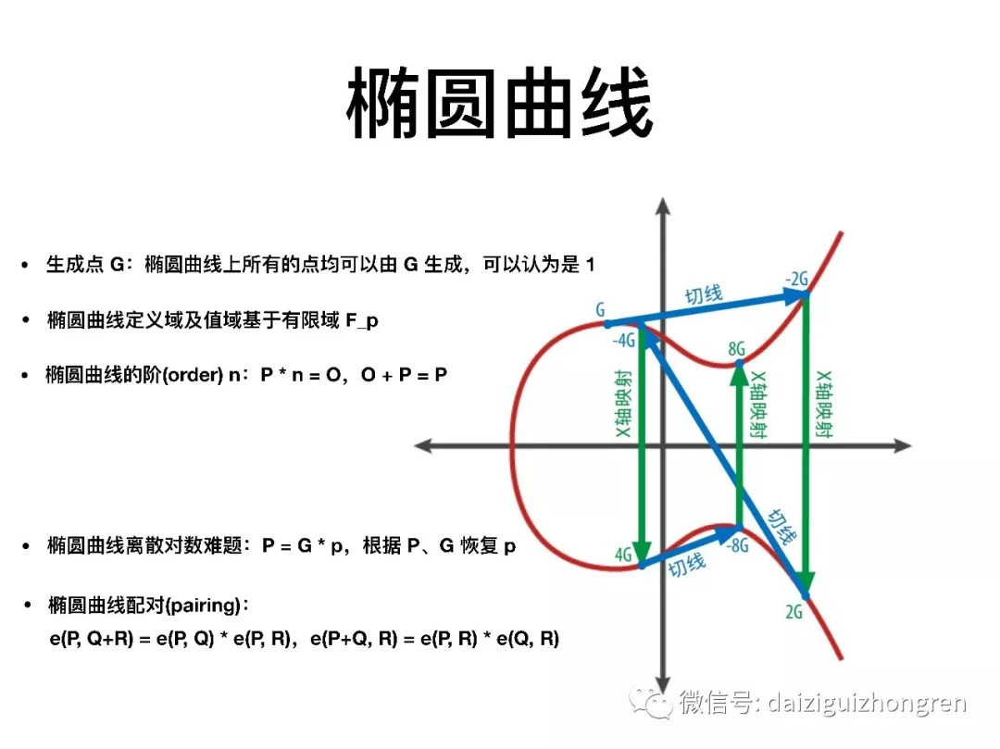 椭圆曲线
• 生成点 G：椭圆曲线上所有的点均可以由 G 生成，可以认为是 1
• 椭圆曲线定义域及值域基于有限域 F_p
• 椭圆曲线的阶(order) n：P * n = O，O + P = P
• 椭圆曲线离散对数难题：P = G * p，根据 P、G 恢复 p
• 椭圆曲线配对(pairing)：
e(P, Q+R) = e(P, Q) * e(P, R)，e(P+Q, R) = e(P, R) * e(Q, R)
-2G
切线
G
-4G
8G
X轴映射
X轴映射
X轴映射
4G
切线
-8G
切线
2G
微信号: daiziguizhongren